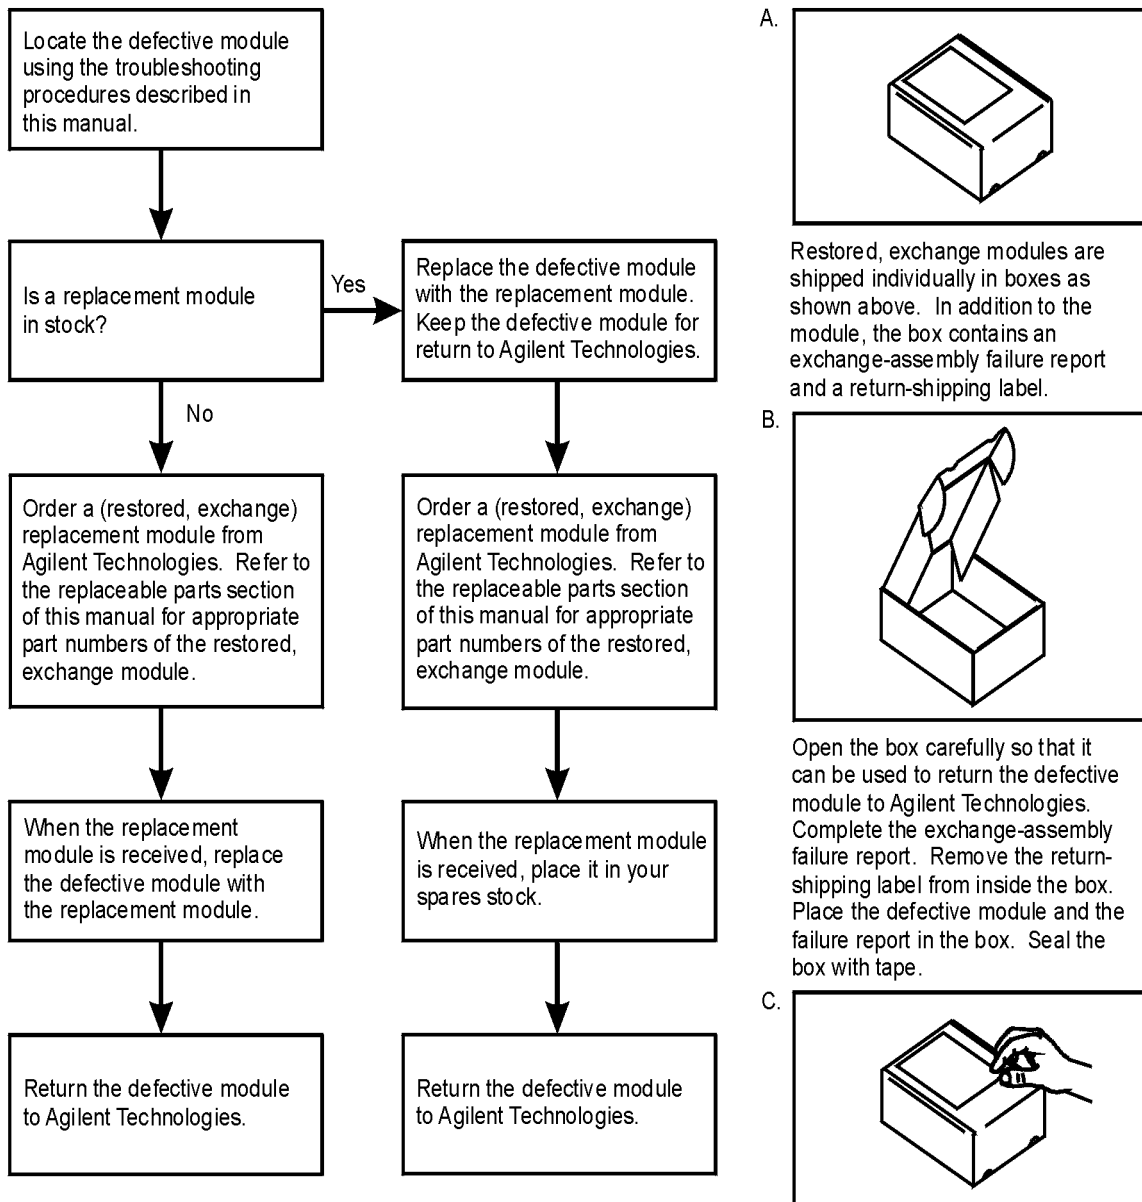 Locate the defective module
using the troubleshooting
procedures described in
this manual.
Is a replacement module
in stock?
Yes
Replace the defective module
with the replacement module.
Keep the defective module for
return to Agilent Technologies.
No
Order a (restored, exchange)
replacement module from
Agilent Technologies. Refer to
the replaceable parts section
of this manual for appropriate
part numbers of the restored,
exchange module.
Order a (restored, exchange)
replacement module from
Agilent Technologies. Refer to
the replaceable parts section
of this manual for appropriate
part numbers of the restored,
exchange module.
When the replacement
module is received, replace
the defective module with
the replacement module.
When the replacement module
is received, place it in your
spares stock.
Return the defective module
to Agilent Technologies.
Return the defective module
to Agilent Technologies.
A.
Restored, exchange modules are
shipped individually in boxes as
shown above. In addition to the
module, the box contains an
exchange-assembly failure report
and a return-shipping label.
B.
Open the box carefully so that it
can be used to return the defective
module to Agilent Technologies.
Complete the exchange-assembly
failure report. Remove the return-
shipping label from inside the box.
Place the defective module and the
failure report in the box. Seal the
box with tape.
C.